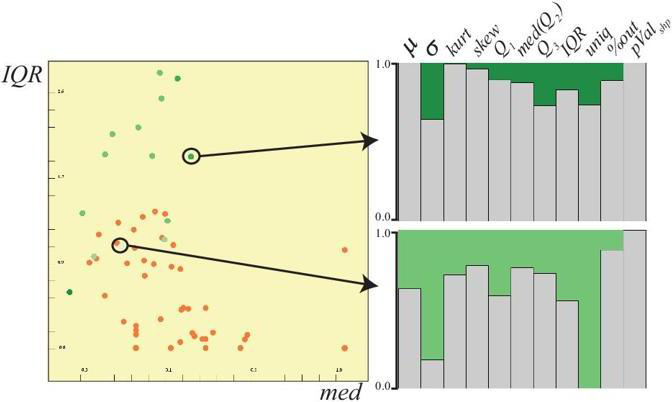 IQR
med
μ
σ
kurt
skew
Q1
med(Q2)
Q3
IQR
uniq
%out
pValshp
1.0
0.0
1.0
0.0